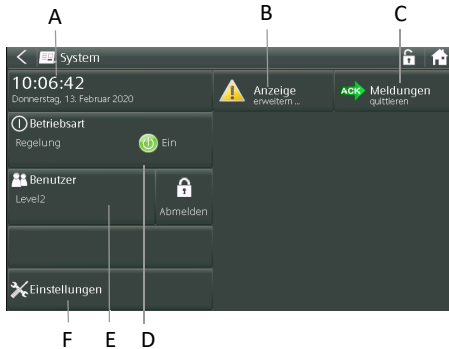 A
B
C
System
10:06:42
Donnerstag, 13. Februar 2020
Anzeige
erweitern ...
ACK
Meldungen
quittieren
Betriebsart
Regelung
Ein
Benutzer
Level2
Abmelden
Einstellungen
F
E
D